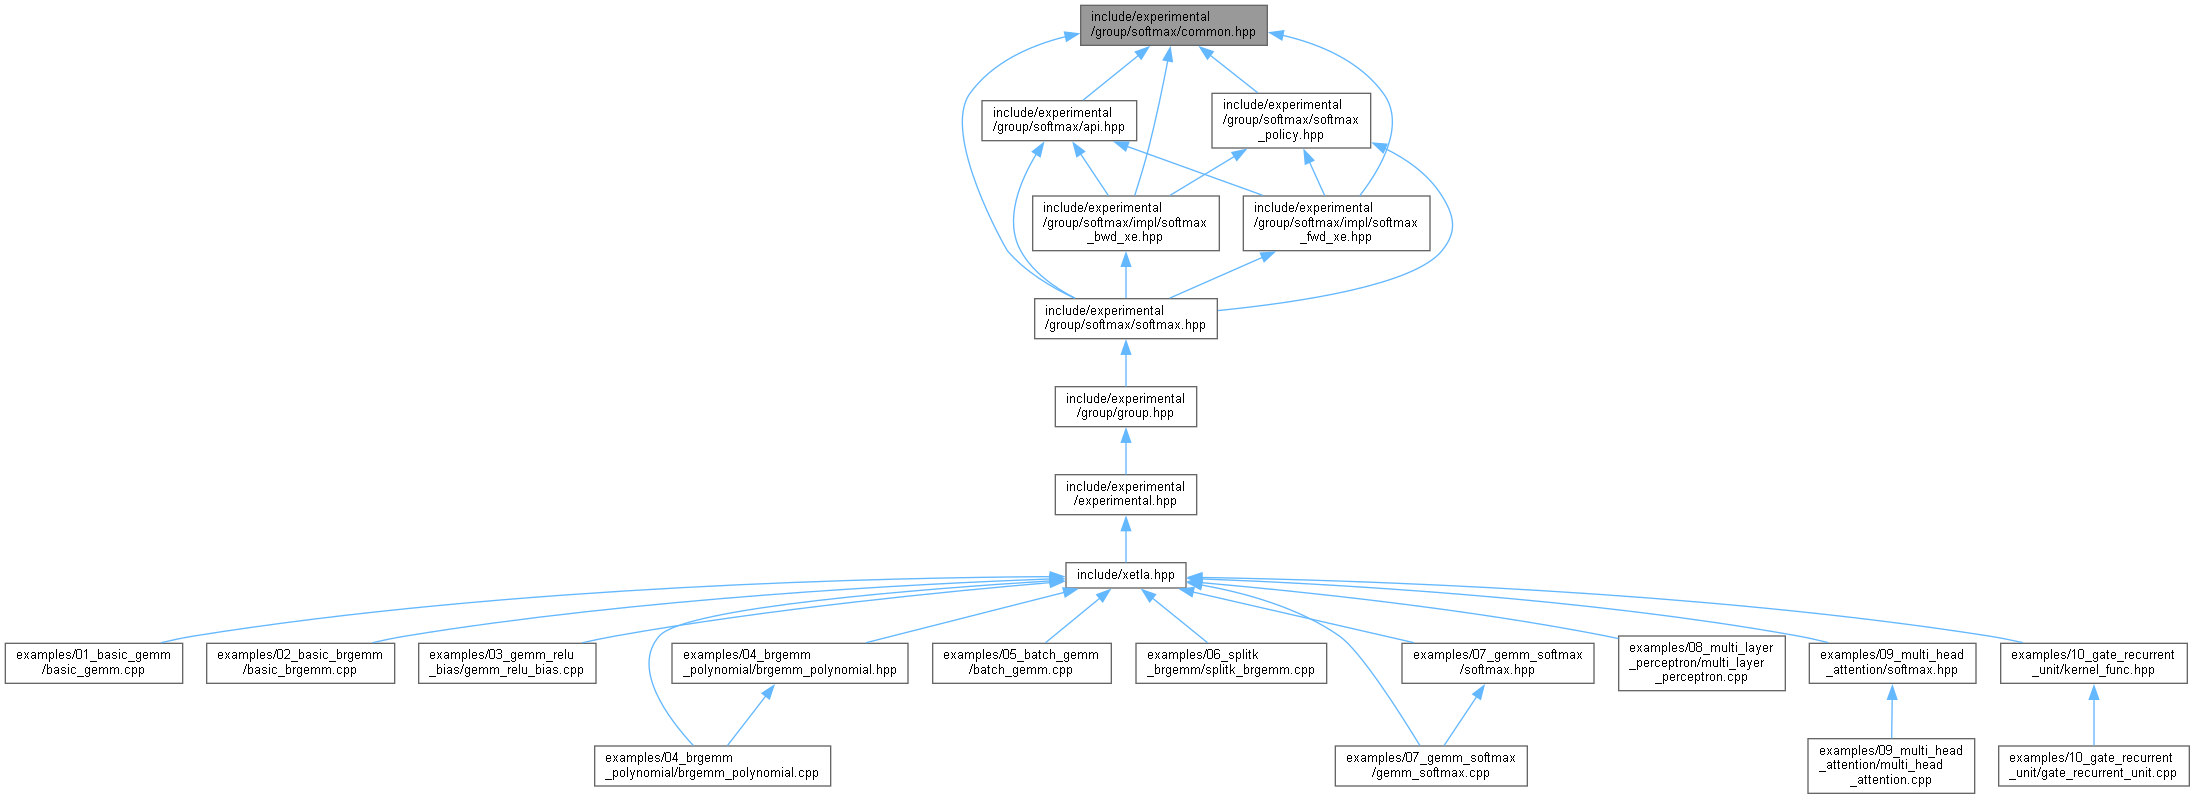 include/experimental
/group/softmax/common.hpp
include/experimental
/group/softmax/api.hpp
include/experimental
/group/softmax/softmax
_policy.hpp
include/experimental
/group/softmax/impl/softmax
_bwd_xe.hpp
include/experimental
/group/softmax/impl/softmax
_fwd_xe.hpp
include/experimental
/group/softmax/softmax.hpp
include/experimental
/group/group.hpp
include/experimental
/experimental.hpp
include/xetla.hpp
examples/01_basic_gemm
/basic_gemm.cpp
examples/02_basic_brgemm
/basic_brgemm.cpp
examples/03_gemm_relu
_bias/gemm_relu_bias.cpp
examples/04_brgemm
_polynomial/brgemm_polynomial.hpp
examples/05_batch_gemm
/batch_gemm.cpp
examples/06_splitk
_brgemm/splitk_brgemm.cpp
examples/07_gemm_softmax
/softmax.hpp
examples/08_multi_layer
_perceptron/multi_layer
_perceptron.cpp
examples/09_multi_head
_attention/softmax.hpp
examples/10_gate_recurrent
_unit/kernel_func.hpp
examples/04_brgemm
_polynomial/brgemm_polynomial.cpp
examples/07_gemm_softmax
/gemm_softmax.cpp
examples/09_multi_head
_attention/multi_head
_attention.cpp
examples/10_gate_recurrent
_unit/gate_recurrent_unit.cpp